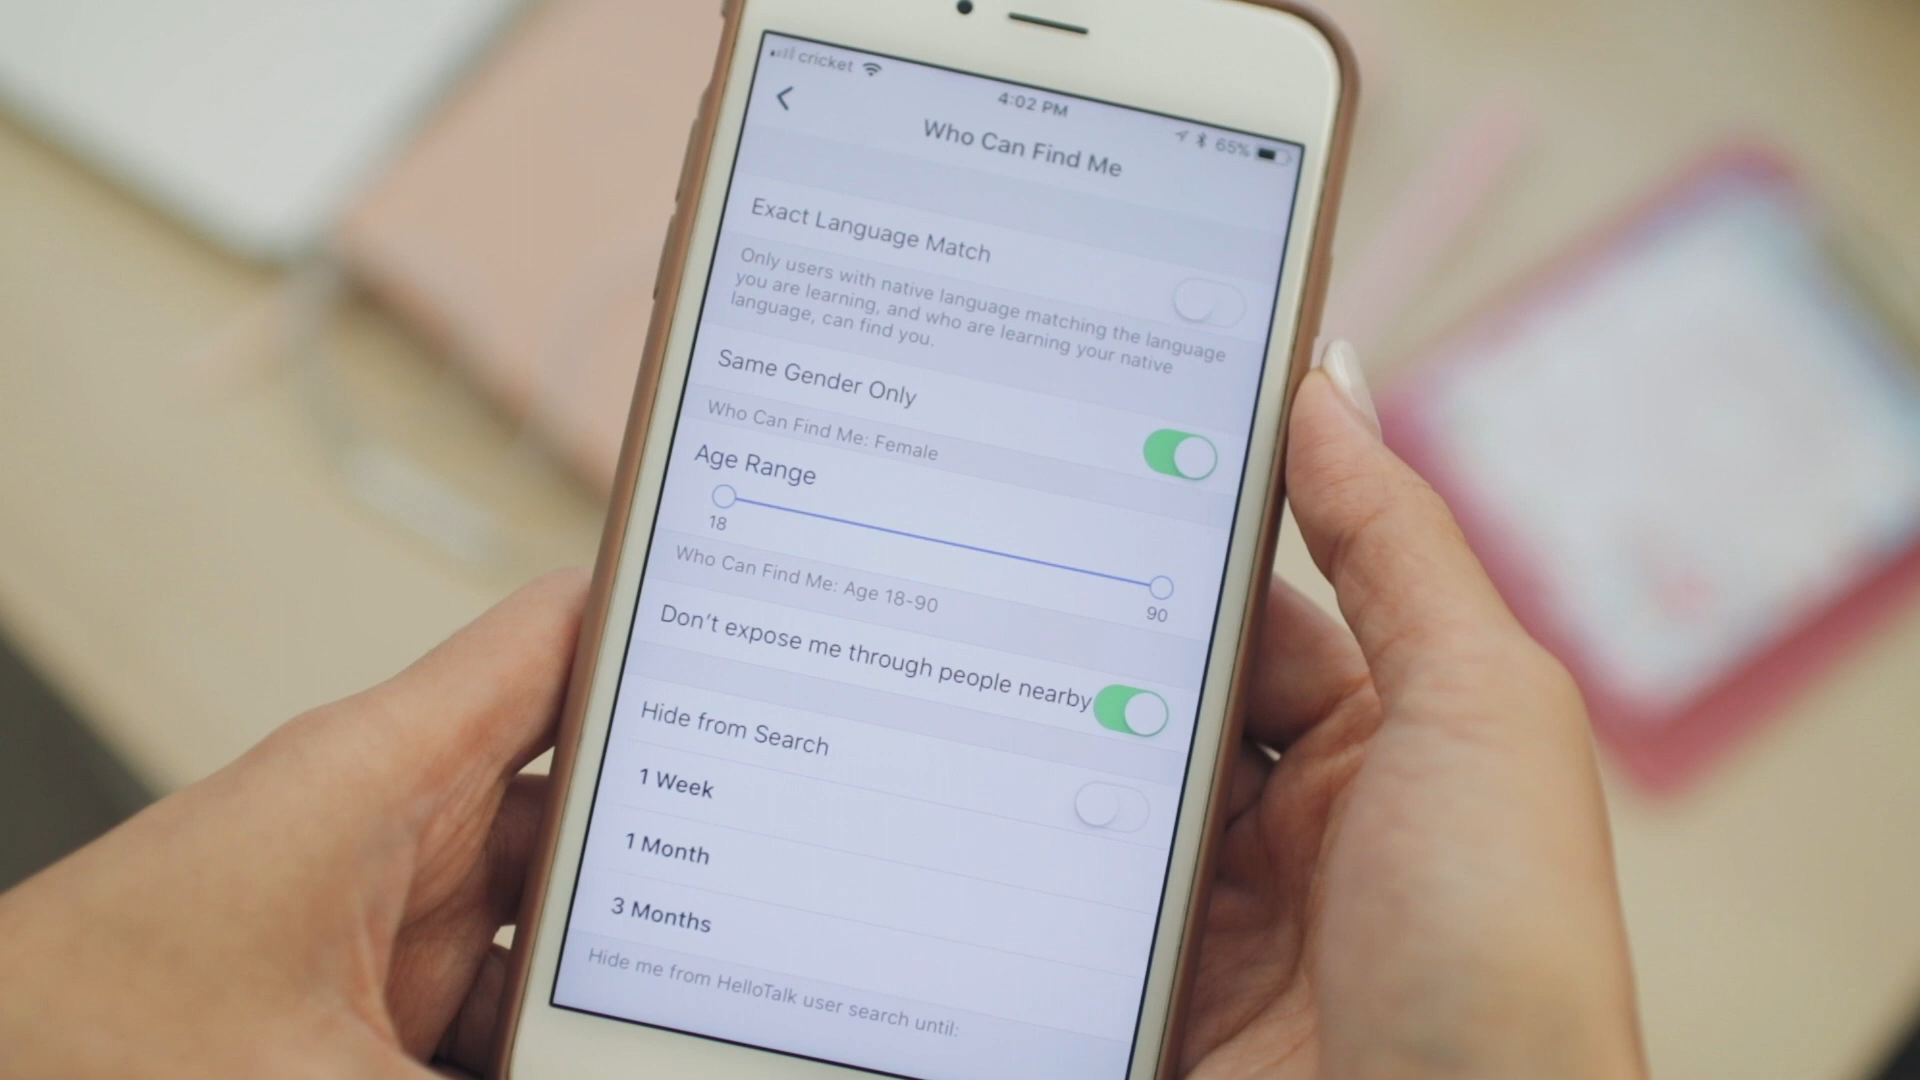 cricket
4:02 PM
65%
Who Can Find Me
Exact Language Match
Only users with native language matching the language
you are learning, and who are learning your native
language, can find you.
Same Gender Only
Who Can Find Me: Female
Age Range
18
90
Who Can Find Me: Age 18-90
Don't expose me through people nearby
Hide from Search
1 Week
1 Month
3 Months
Hide me from HelloTalk user search until: